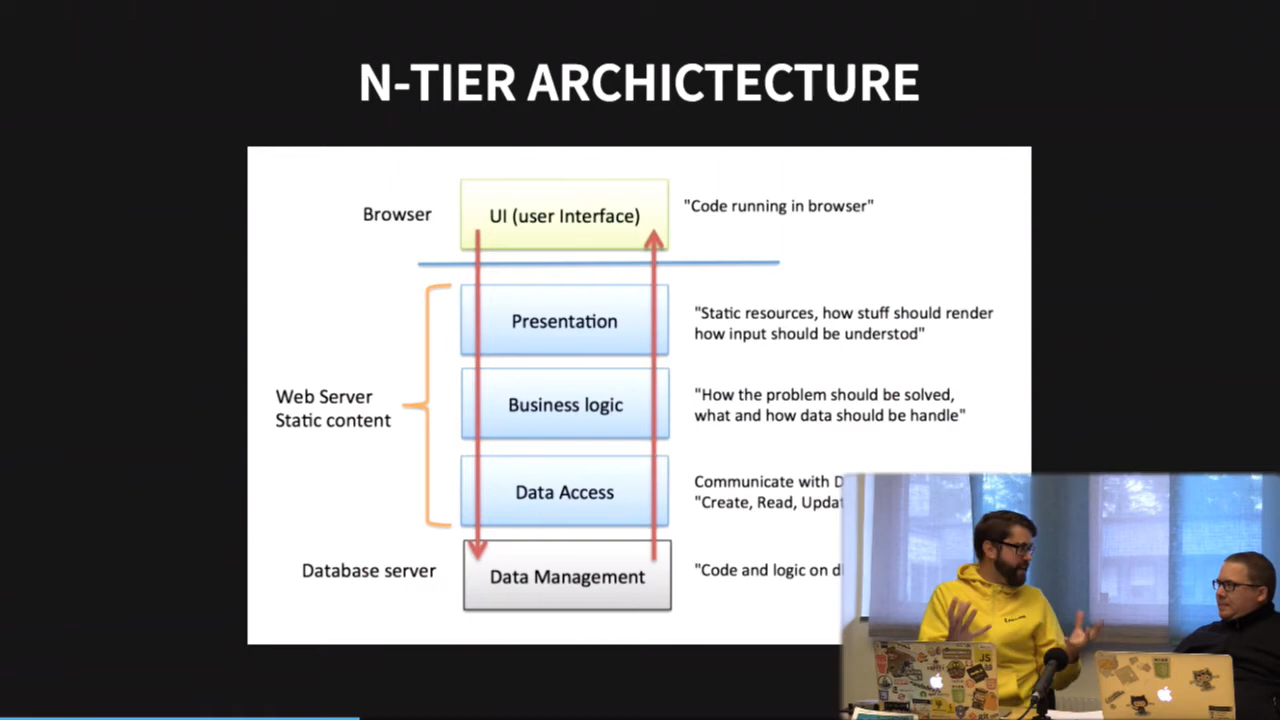 N-TIER ARCHICTECTURE
Browser
UI (user Interface)
"Code running in browser"
Presentation
"Static resources, how stuff should render
how input should be understod"
Web Server
Static content
Business logic
"How the problem should be solved,
what and how data should be handle"
Data Access
Communicate with
"Create, Read,
Database server
Data Management
"Code and logic on
JS